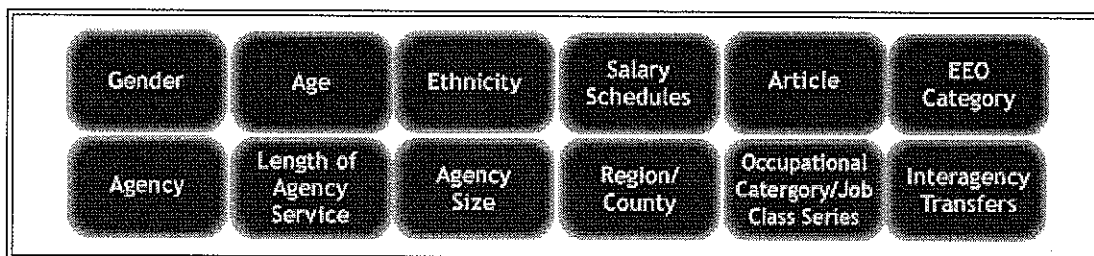 Gender
Age
Ethnicity
Salary
Schedules
Article
EEO
Category
Agency
Length of
Agency
Service
Agency
Size
Region/
County
Occupational
Catergory/Job
Class Series
Interagency
Transfers